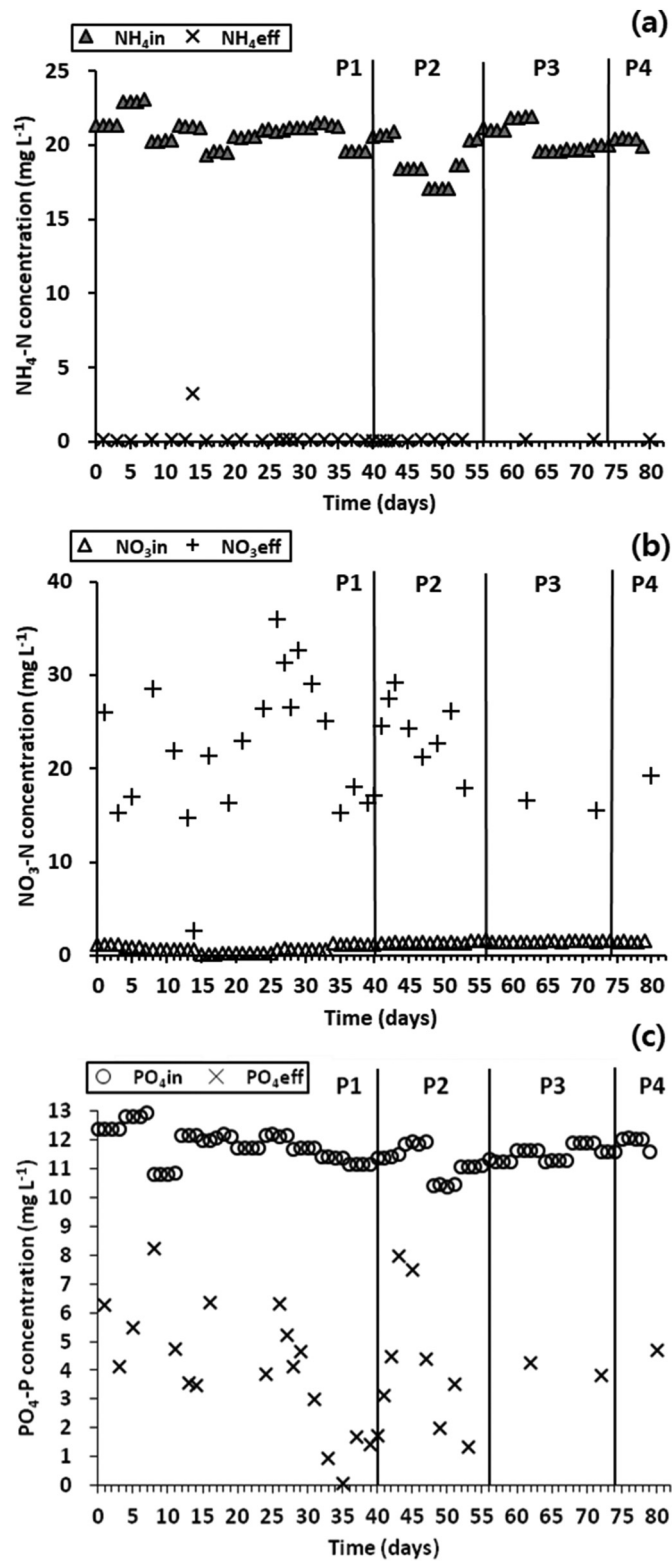 (a)
NH₄in NH₄eff
P1 P2 P3 P4
25
20
15
10
5
0
NH₄-N concentration (mg L⁻¹)
0 5 10 15 20 25 30 35 40 45 50 55 60 65 70 75 80
Time (days)
(b)
NO₃in NO₃eff
P1 P2 P3 P4
40
30
20
10
0
NO₃-N concentration (mg L⁻¹)
0 5 10 15 20 25 30 35 40 45 50 55 60 65 70 75 80
Time (days)
(c)
PO₄in PO₄eff
P1 P2 P3 P4
13
12
11
10
9
8
7
6
5
4
3
2
1
0
PO₄-P concentration (mg L⁻¹)
0 5 10 15 20 25 30 35 40 45 50 55 60 65 70 75 80
Time (days)